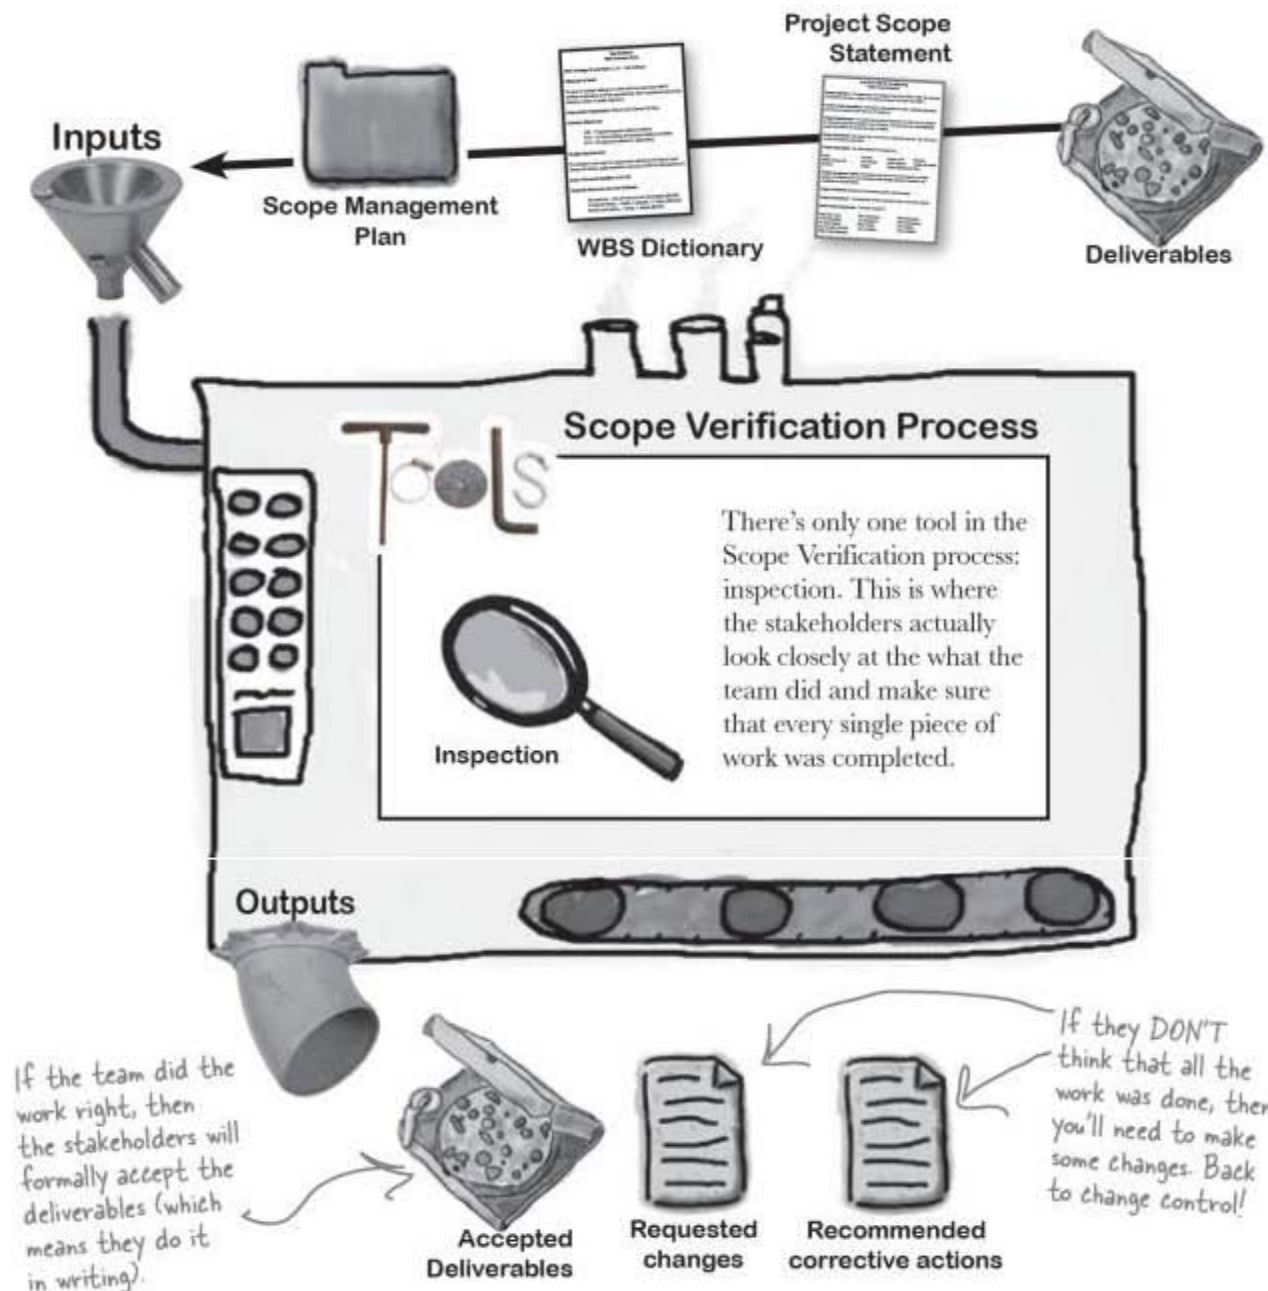 Project Scope
Statement
Inputs
Scope Management
Plan
WBS Dictionary
Deliverables
Tools
Scope Verification Process
There's only one tool in the
Scope Verification process:
inspection. This is where
the stakeholders actually
look closely at the what the
team did and make sure
that every single piece of
work was completed.
Inspection
Outputs
If the team did the
work right, then
the stakeholders will
formally accept the
deliverables (which
means they do it
in writing).
Accepted
Deliverables
Requested
changes
Recommended
corrective actions
If they DON'T
think that all the
work was done, then
you'll need to make
some changes. Back
to change control!